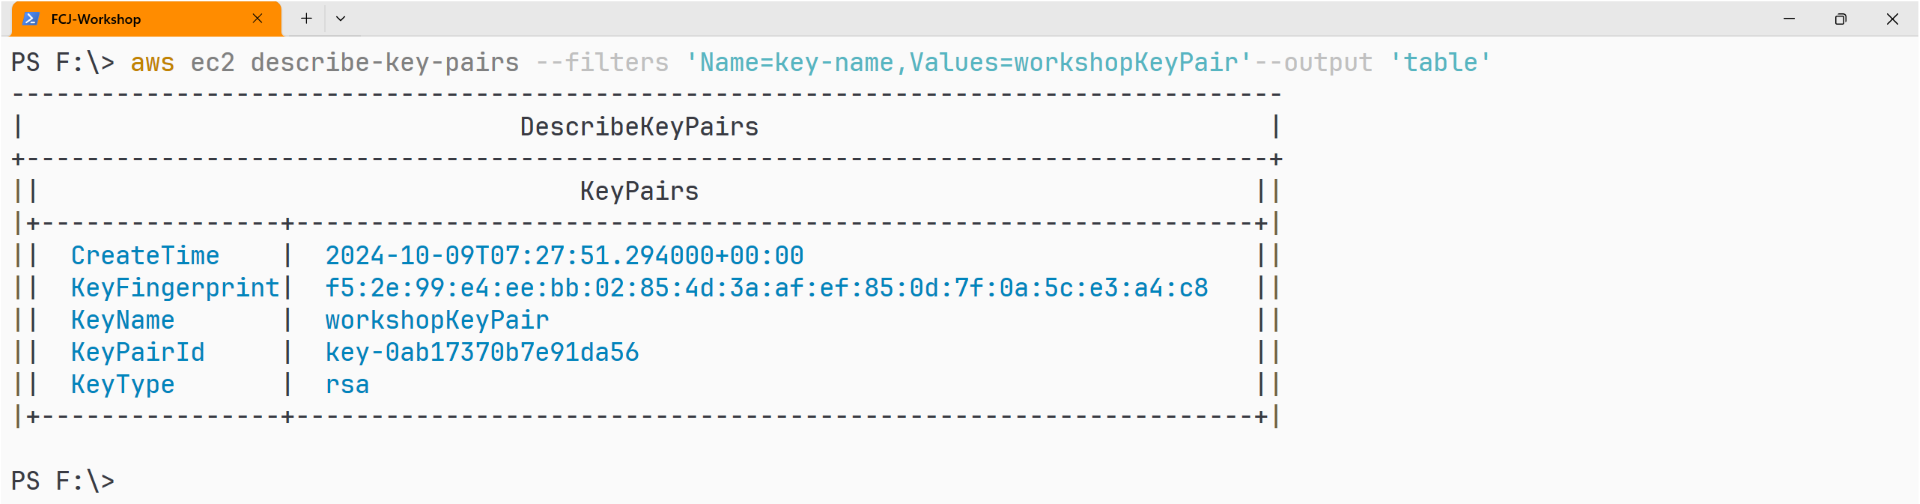 FCJ-Workshop
PS F:\> aws ec2 describe-key-pairs --filters 'Name=key-name,Values=workshopKeyPair'--output 'table'
-------------------------------------------------------------------------------------
|                                  DescribeKeyPairs                                  |
+-----------------------------------------------------------------------------------+
||                                    KeyPairs                                     ||
|+----------------+----------------------------------------------------------------+|
||  CreateTime    |  2024-10-09T07:27:51.294000+00:00                              ||
||  KeyFingerprint|  f5:2e:99:e4:ee:bb:02:85:4d:3a:af:ef:85:0d:7f:0a:5c:e3:a4:c8   ||
||  KeyName       |  workshopKeyPair                                               ||
||  KeyPairId     |  key-0ab17370b7e91da56                                         ||
||  KeyType       |  rsa                                                           ||
|+----------------+----------------------------------------------------------------+|
PS F:\>